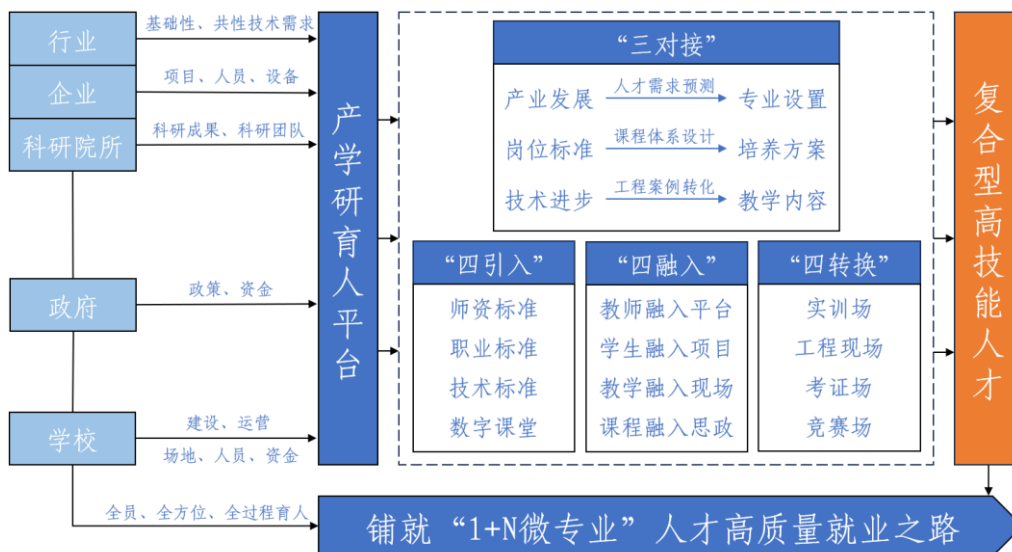 行业
基础性、共性技术需求
企业
项目、人员、设备
科研院所
科研成果、科研团队
政府
政策、资金
学校
建设、运营
场地、人员、资金
全员、全方位、全过程育人
产学研育人平台
“三对接”
产业发展 人才需求预测 专业设置
岗位标准 课程体系设计 培养方案
技术进步 工程案例转化 教学内容
“四引入”
师资标准
职业标准
技术标准
数字课堂
“四融入”
教师融入平台
学生融入项目
教学融入现场
课程融入思政
“四转换”
实训场
工程现场
考证场
竞赛场
复合型高技能人才
铺就“1+N微专业”人才高质量就业之路